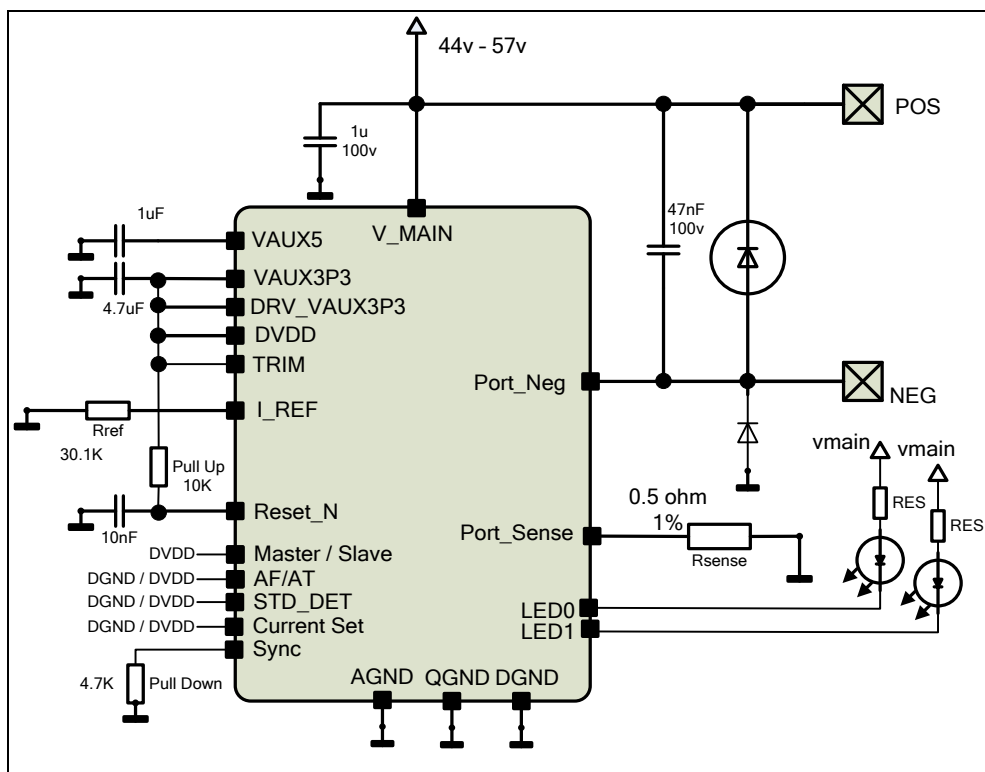 44v - 57v
POS
1u
100v
1uF
V_MAIN
47nF
100v
VAUX5
VAUX3P3
4.7uF
DRV_VAUX3P3
DVDD
TRIM
Port_Neg
NEG
I_REF
Rref
30.1K
vmain
vmain
Pull Up
10K
RES
RES
0.5 ohm
1%
Reset_N
10nF
Port_Sense
Rsense
DVDD
Master / Slave
DGND / DVDD
AF/AT
DGND / DVDD
STD_DET
DGND / DVDD
Current Set
LED0
LED1
Sync
4.7K
Pull Down
AGND
QGND
DGND